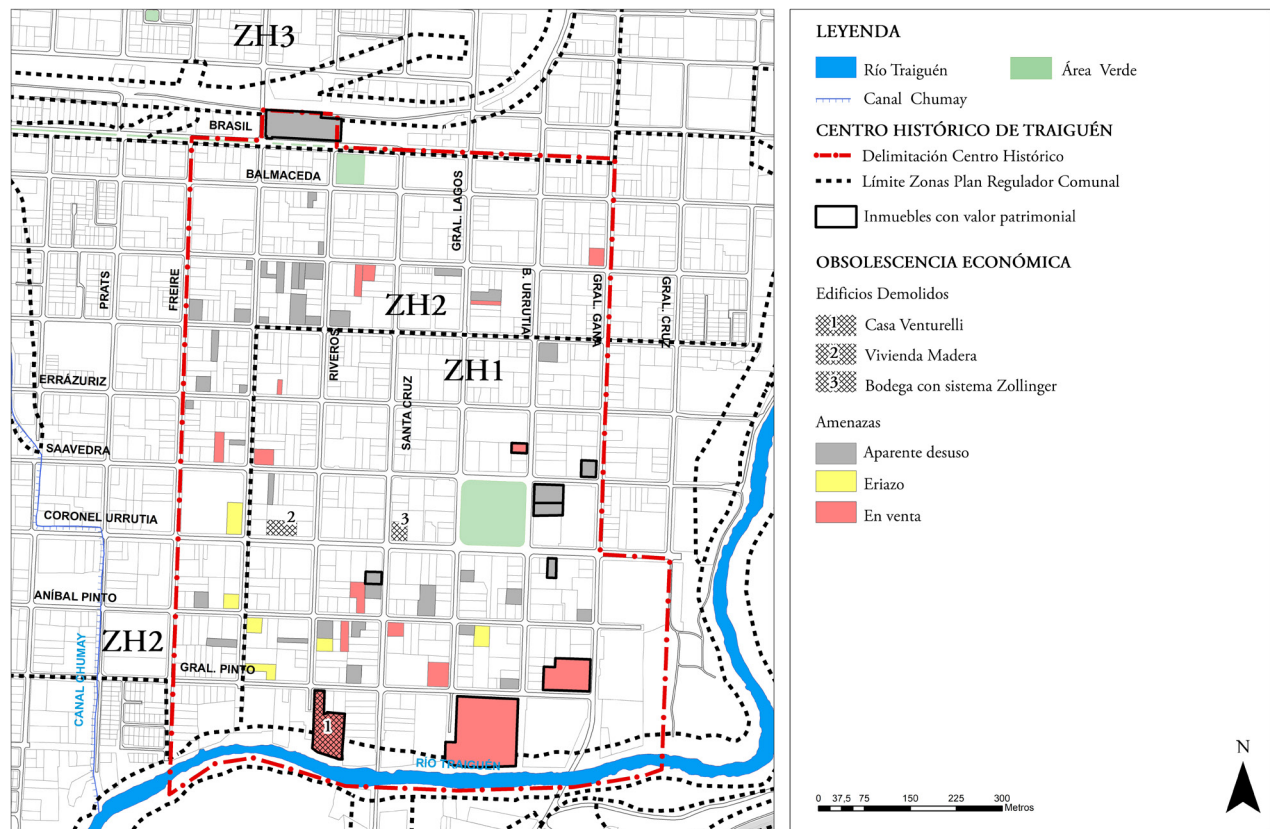 ZH3
BRASIL
BALMACEDA
GRAL. LAGOS
PRATS
FREIRE
B. URRUTIA
GRAL. GANA
GRAL. CRUZ
ZH2
RIVEROS
ZH1
ERRÁZURIZ
SANTA CRUZ
SAAVEDRA
CORONEL URRUTIA
2
3
ANÍBAL PINTO
ZH2
GRAL. PINTO
CANAL CHUMAY
1
RÍO TRAIGUÉN
LEYENDA
Río Traiguén
Área Verde
Canal Chumay
CENTRO HISTÓRICO DE TRAIGUÉN
Delimitación Centro Histórico
Límite Zonas Plan Regulador Comunal
Inmuebles con valor patrimonial
OBSOLESCENCIA ECONÓMICA
Edificios Demolidos
1 Casa Venturelli
2 Vivienda Madera
3 Bodega con sistema Zollinger
Amenazas
Aparente desuso
Eriazo
En venta
N
0 37,5 75 150 225 300
Metros